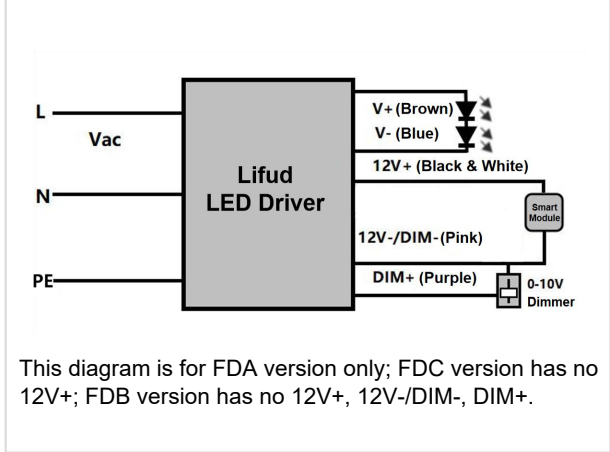 L
Vac
N
PE
Lifud
LED Driver
V+(Brown)
V- (Blue)
12V+ (Black & White)
Smart
Module
12V-/DIM-(Pink)
DIM+ (Purple)
0-10V
Dimmer
This diagram is for FDA version only; FDC version has no
12V+; FDB version has no 12V+, 12V-/DIM-, DIM+.